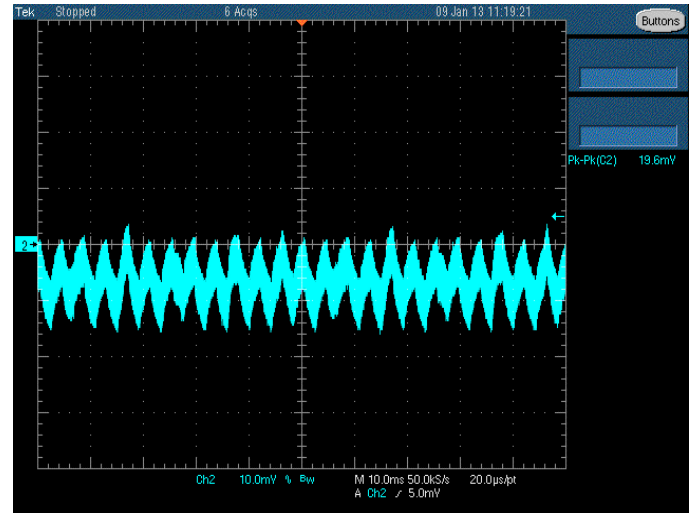 Tek Stopped 6 Acqs 09 Jan 13 11:19:21
Buttons
Pk-Pk(C2) 19.6mV
2
Ch2 10.0mV % Bw M 10.0ms 50.0kS/s 20.0µs/pt
A Ch2 / 5.0mV